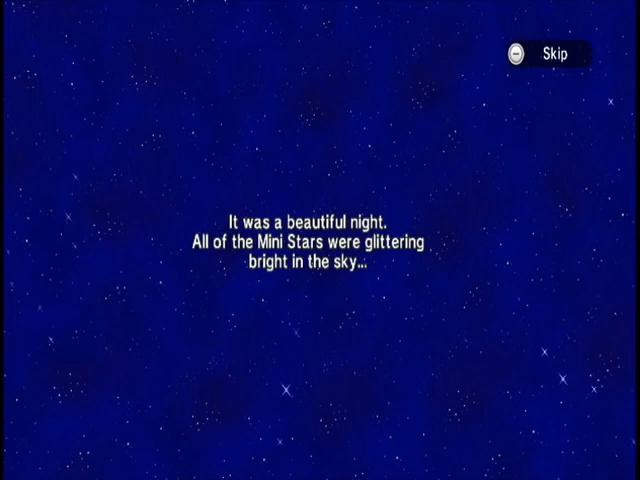 Skip
It was a beautiful night.
All of the Mini Stars were glittering
bright in the sky...